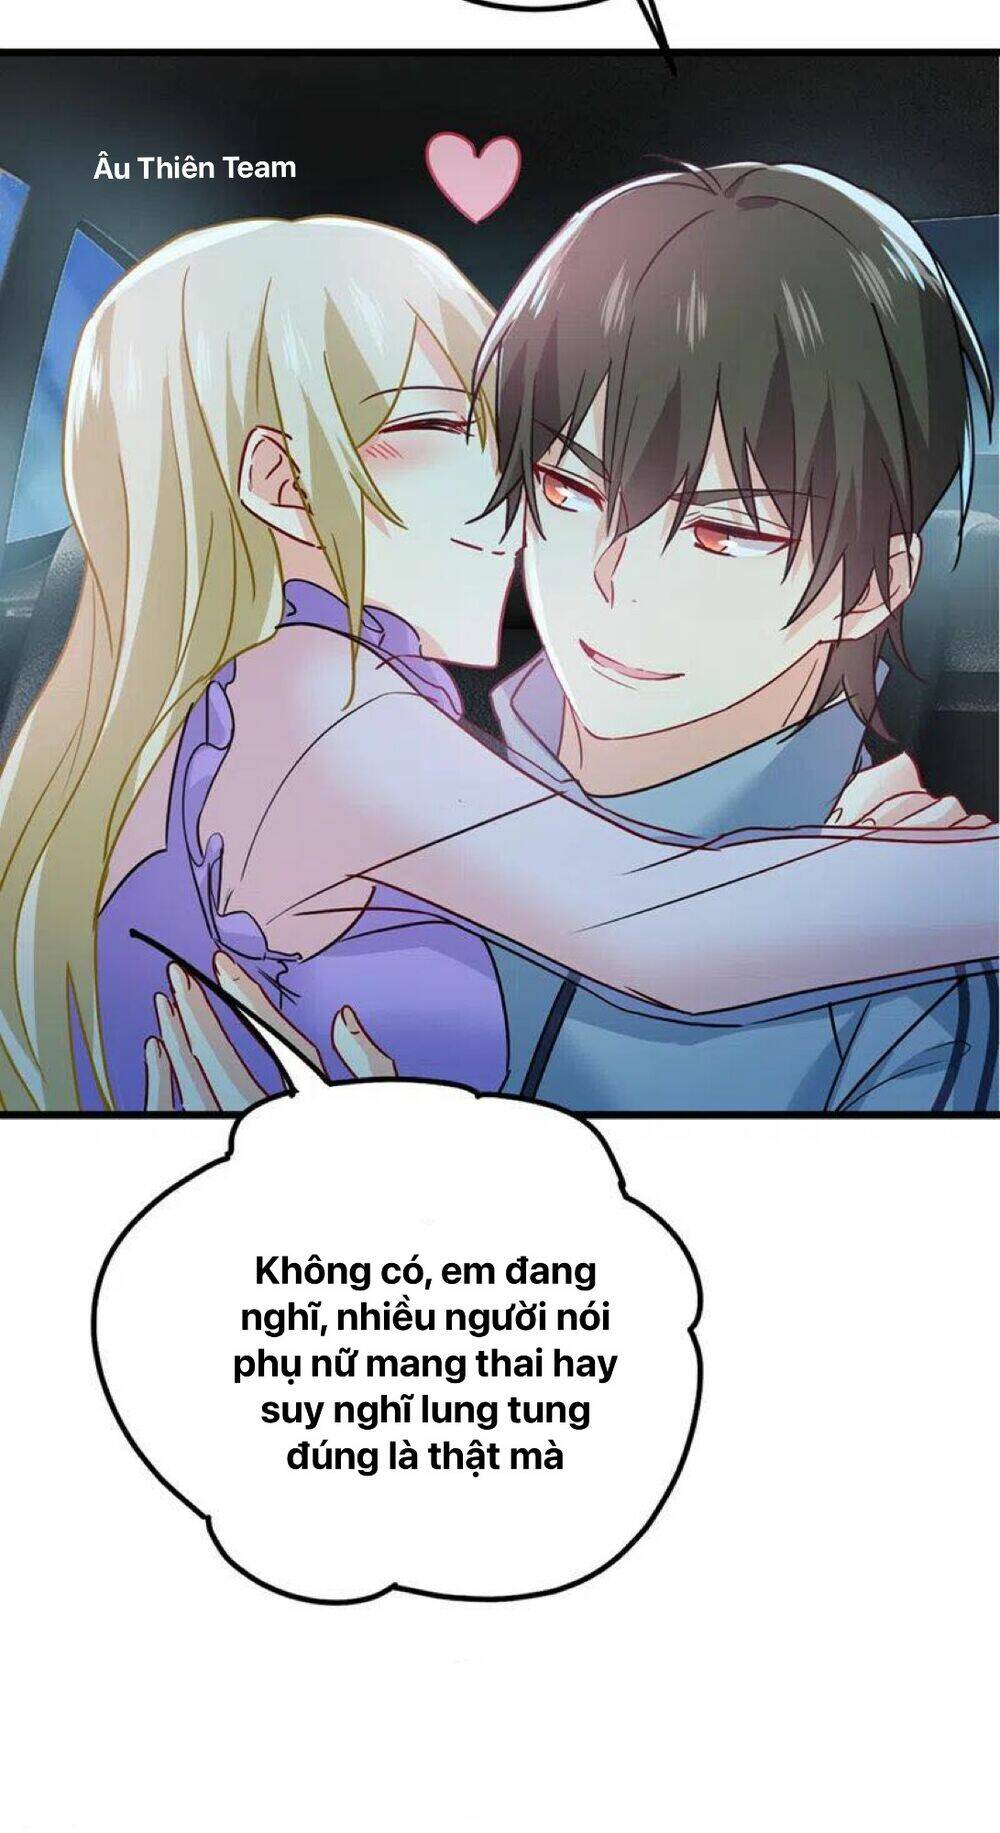 Âu Thiên Team
Không có, em đang
nghĩ, nhiều người nói
phụ nữ mang thai hay
suy nghĩ lung tung
đúng là thật mà